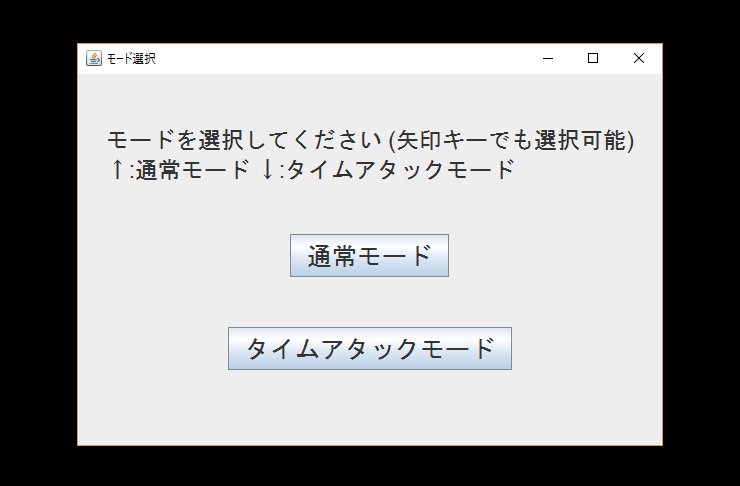 モード選択
モードを選択してください (矢印キーでも選択可能)
↑:通常モード ↓:タイムアタックモード
通常モード
タイムアタックモード